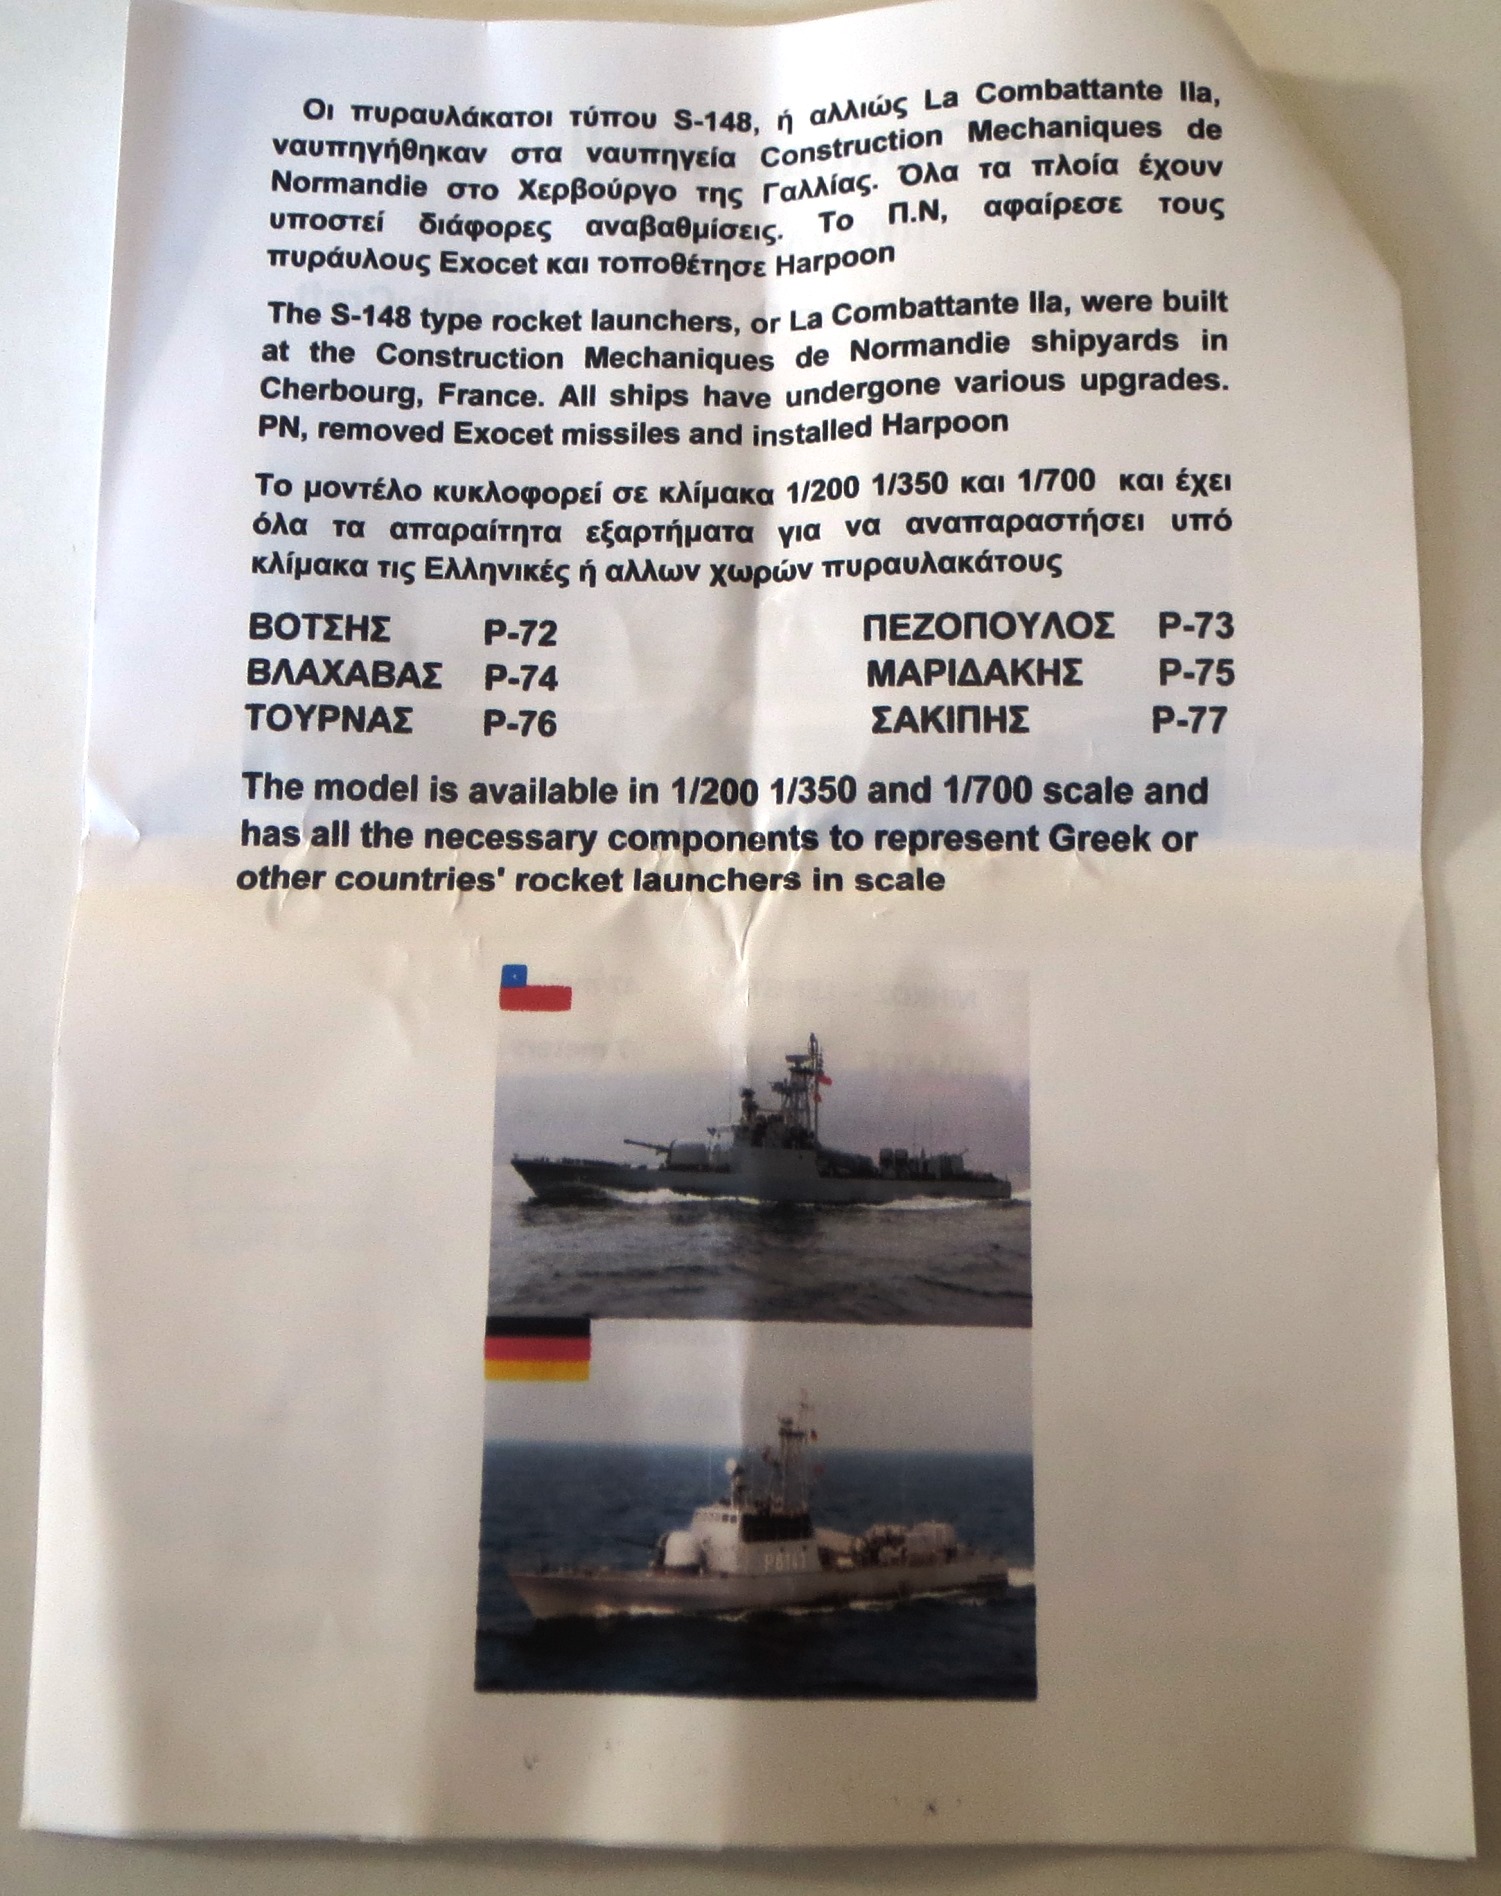 Οι πυραυλάκατοι τύπου S-148, ή αλλιώς La Combattante IIa,
ναυπηγήθηκαν στα ναυπηγεία Construction Mechaniques de
Normandie στο Χερβούργο της Γαλλίας. Όλα τα πλοία έχουν
υποστεί διάφορες αναβαθμίσεις. Το Π.Ν, αφαίρεσε τους
πυράυλους Exocet και τοποθέτησε Harpoon
The S-148 type rocket launchers, or La Combattante IIa, were built
at the Construction Mechaniques de Normandie shipyards in
Cherbourg, France. All ships have undergone various upgrades.
PN, removed Exocet missiles and installed Harpoon
Το μοντέλο κυκλοφορεί σε κλίμακα 1/200 1/350 και 1/700 και έχει
όλα τα απαραίτητα εξαρτήματα για να αναπαραστήσει υπό
κλίμακα τις Ελληνικές ή αλλων χωρών πυραυλακάτους
ΒΟΤΣΗΣ P-72 ΠΕΖΟΠΟΥΛΟΣ P-73
ΒΛΑΧΑΒΑΣ P-74 ΜΑΡΙΔΑΚΗΣ P-75
ΤΟΥΡΝΑΣ P-76 ΣΑΚΙΠΗΣ P-77
The model is available in 1/200 1/350 and 1/700 scale and
has all the necessary components to represent Greek or
other countries' rocket launchers in scale